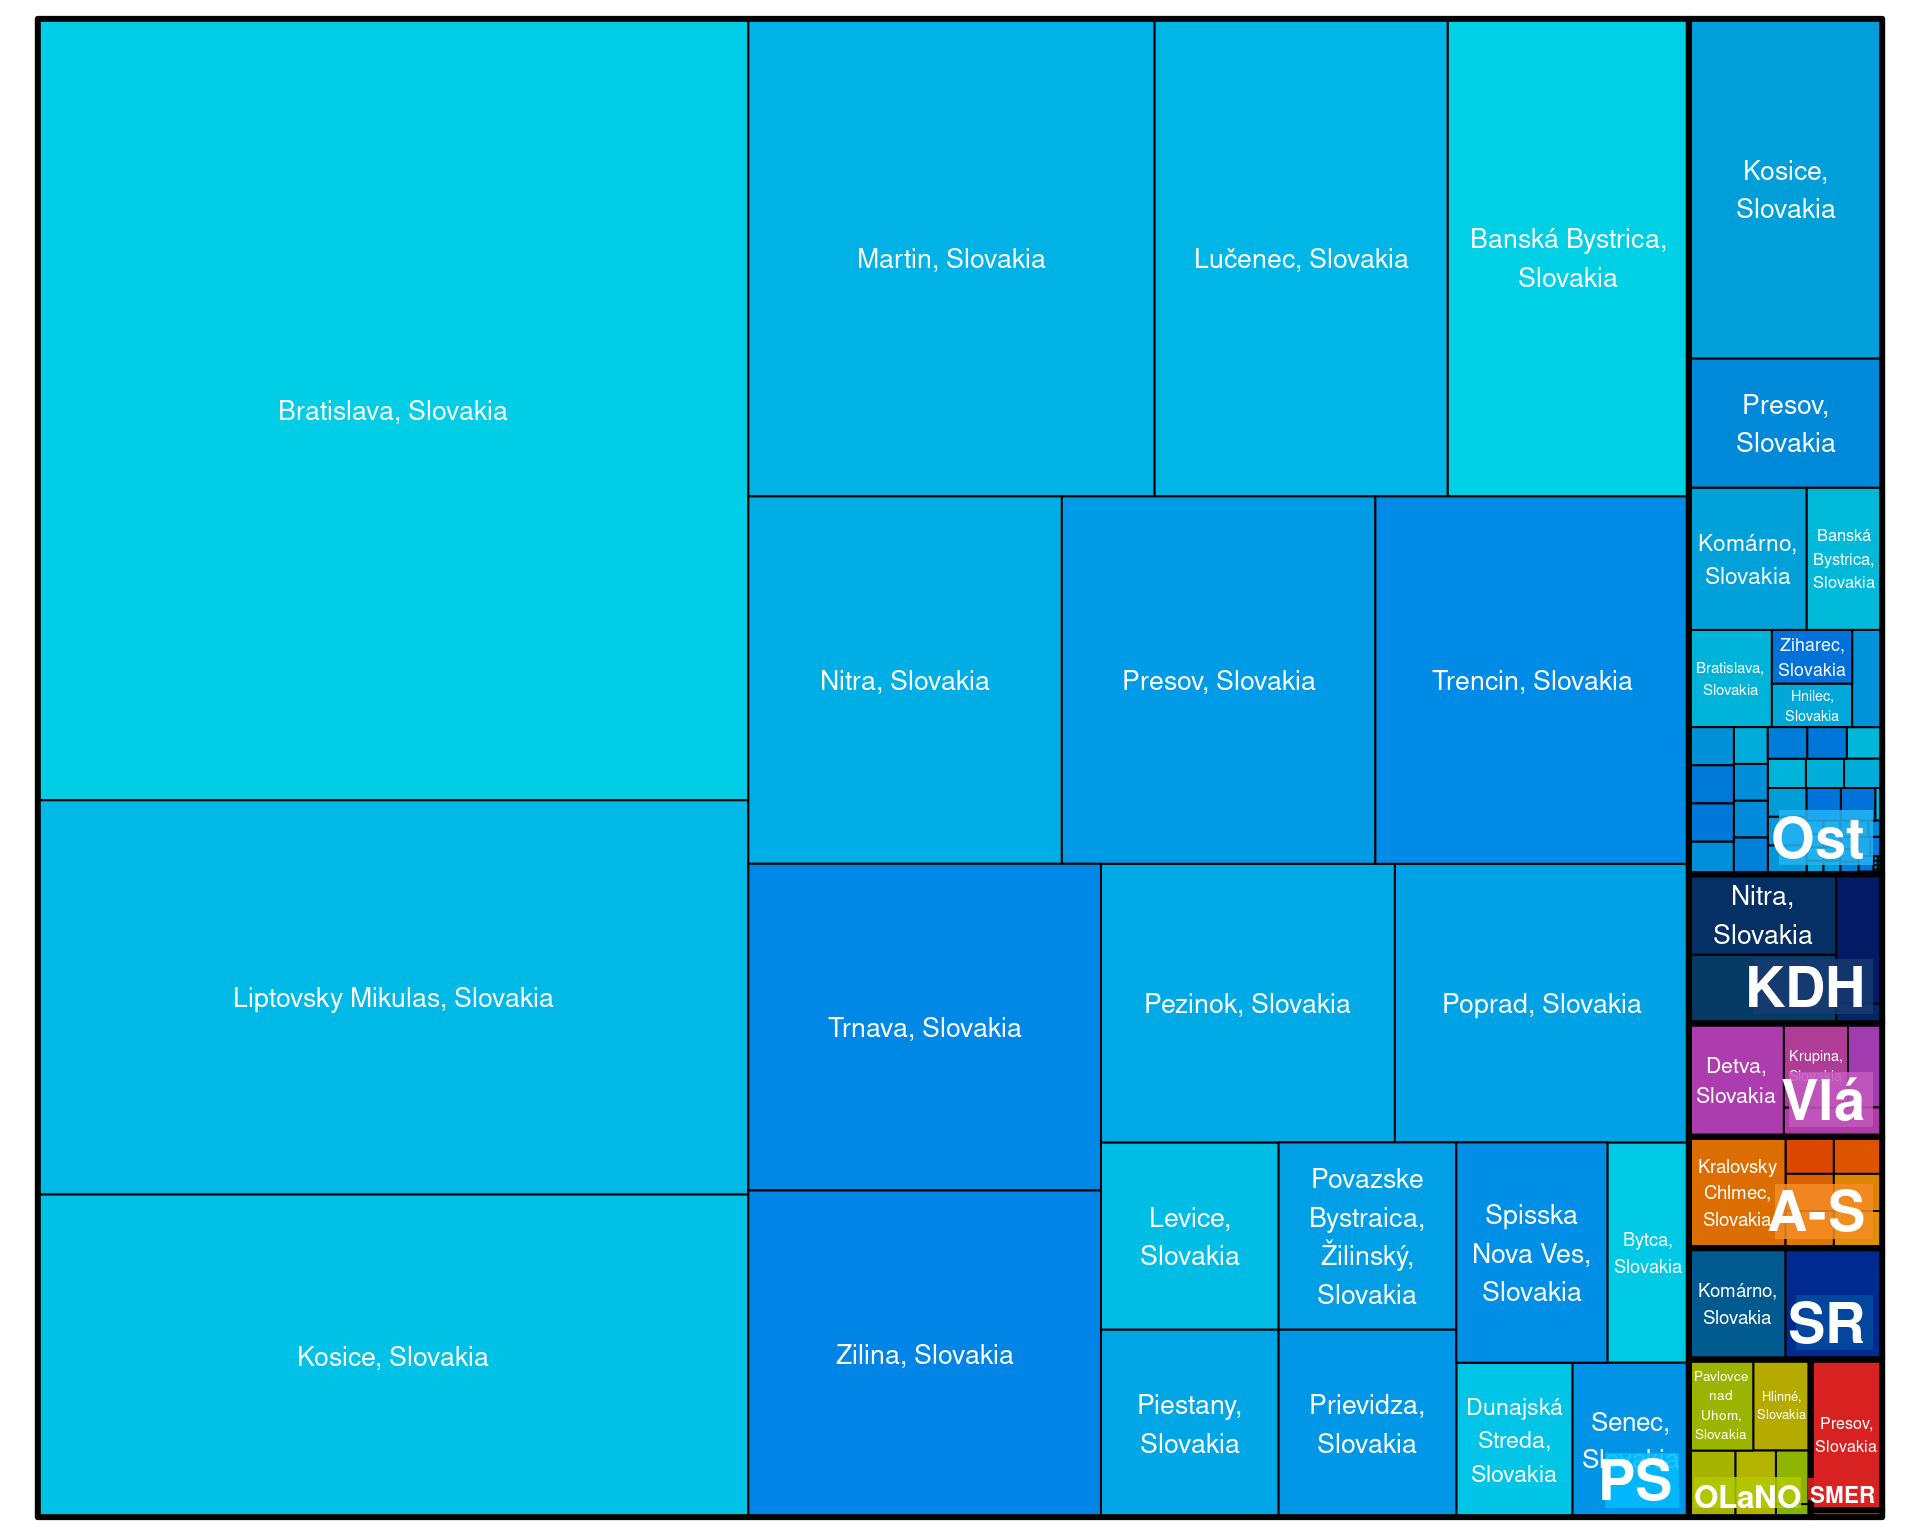 Bratislava, Slovakia
Liptovsky Mikulas, Slovakia
Kosice, Slovakia
Martin, Slovakia
Lučenec, Slovakia
Banská Bystrica,
Slovakia
Nitra, Slovakia
Presov, Slovakia
Trencin, Slovakia
Trnava, Slovakia
Zilina, Slovakia
Pezinok, Slovakia
Poprad, Slovakia
Levice,
Slovakia
Povazske
Bystraica,
Žilinský,
Slovakia
Spisska
Nova Ves,
Slovakia
Bytca,
Slovakia
Piestany,
Slovakia
Prievidza,
Slovakia
Dunajská
Streda,
Slovakia
Senec,
Slovakia
PS
Kosice,
Slovakia
Presov,
Slovakia
Komárno,
Slovakia
Banská
Bystrica,
Slovakia
Bratislava,
Slovakia
Ziharec,
Slovakia
Hnilec,
Slovakia
Ost
Nitra,
Slovakia
KDH
Detva,
Slovakia
Krupina,
Slovakia
Vlá
Kralovsky
Chlmec,
Slovakia
A-S
Komárno,
Slovakia
SR
Pavlovce
nad
Uhom,
Slovakia
Hlinné,
Slovakia
OLaNO
Presov,
Slovakia
SMER